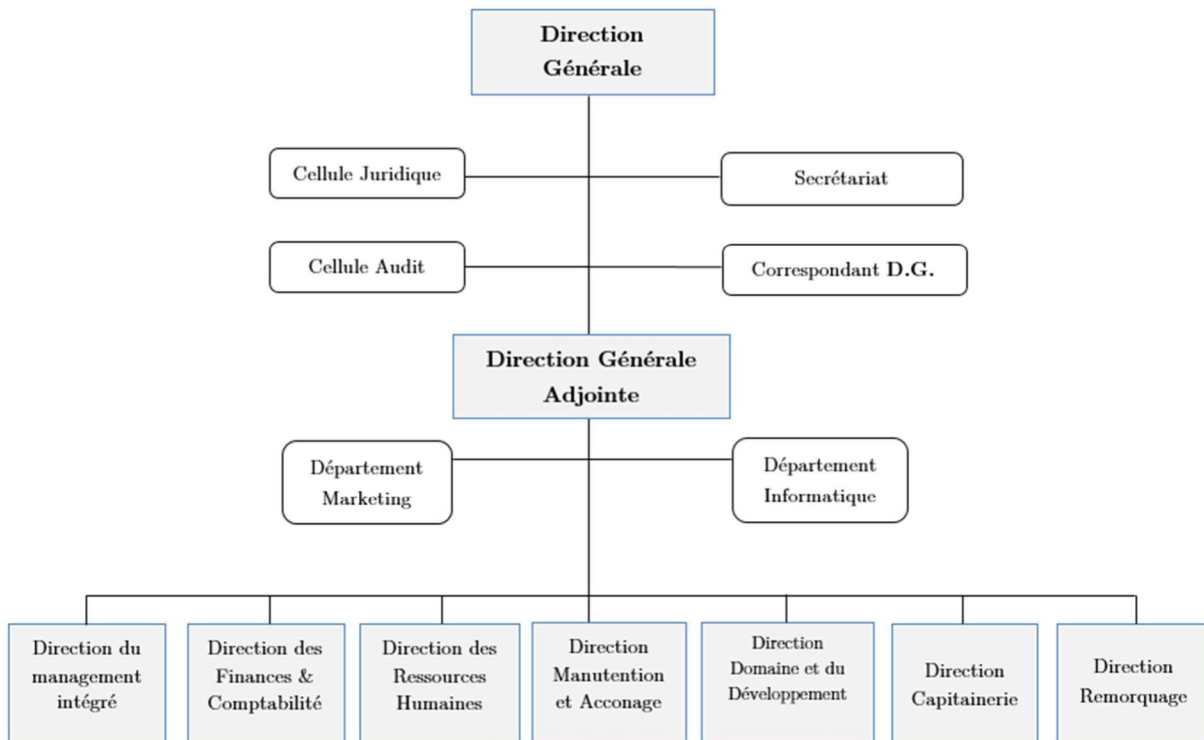 Direction
Générale
Cellule Juridique
Secrétariat
Cellule Audit
Correspondant D.G.
Direction Générale
Adjointe
Département
Marketing
Département
Informatique
Direction du
management
intégré
Direction des
Finances &
Comptabilité
Direction des
Ressources
Humaines
Direction
Manutention
et Acconage
Direction
Domaine et du
Développement
Direction
Capitainerie
Direction
Remorquage